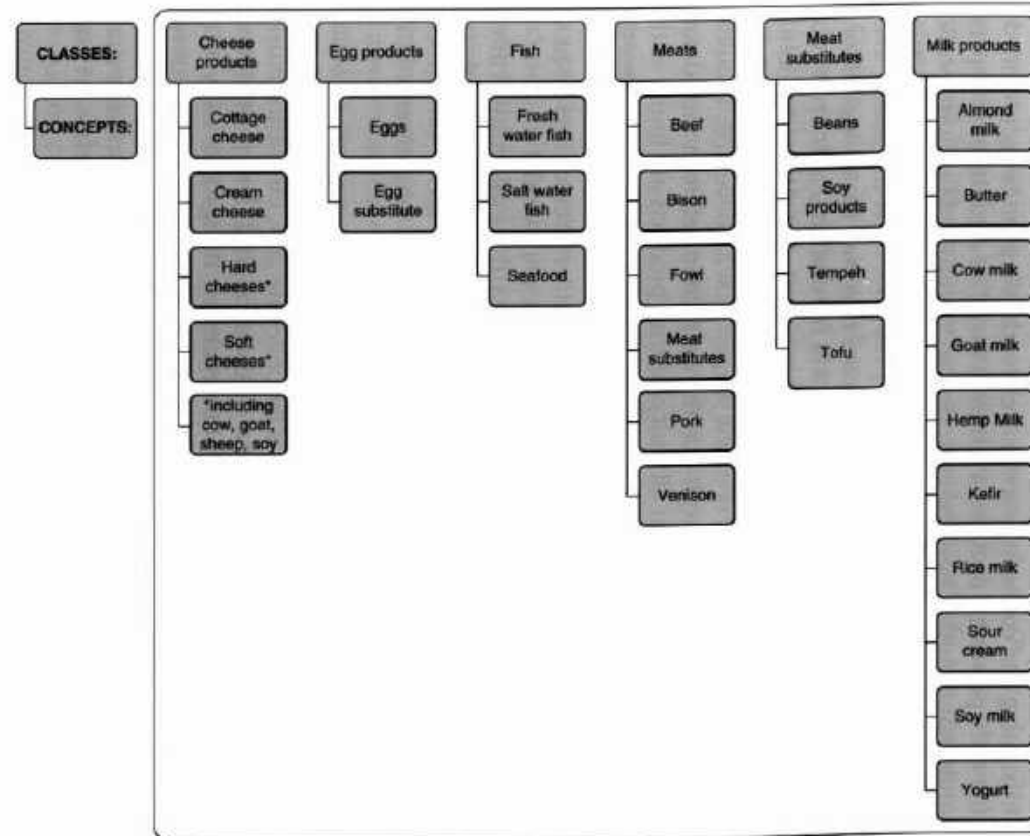 CLASSES:
CONCEPTS:
Cheese
products
Cottage
cheese
Cream
cheese
Hard
cheeses*
Soft
cheeses*
*including
cow, goat,
sheep, soy
Egg products
Eggs
Egg
substitute
Fish
Fresh
water fish
Salt water
fish
Seafood
Meats
Beef
Bison
Fowl
Meat
substitutes
Pork
Venison
Meat
substitutes
Beans
Soy
products
Tempeh
Tofu
Milk products
Almond
milk
Butter
Cow milk
Goat milk
Hemp Milk
Kefir
Rice milk
Sour
cream
Soy milk
Yogurt